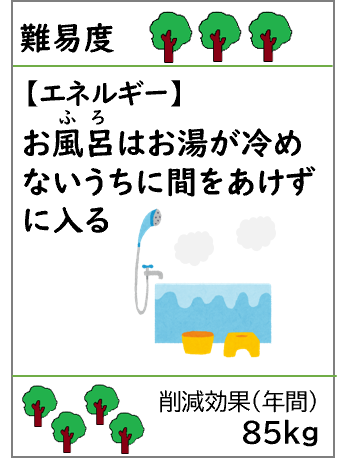 難易度
【エネルギー】
ふろ
お風呂はお湯が冷め
ないうちに間をあけず
に入る
削減効果(年間)
85kg